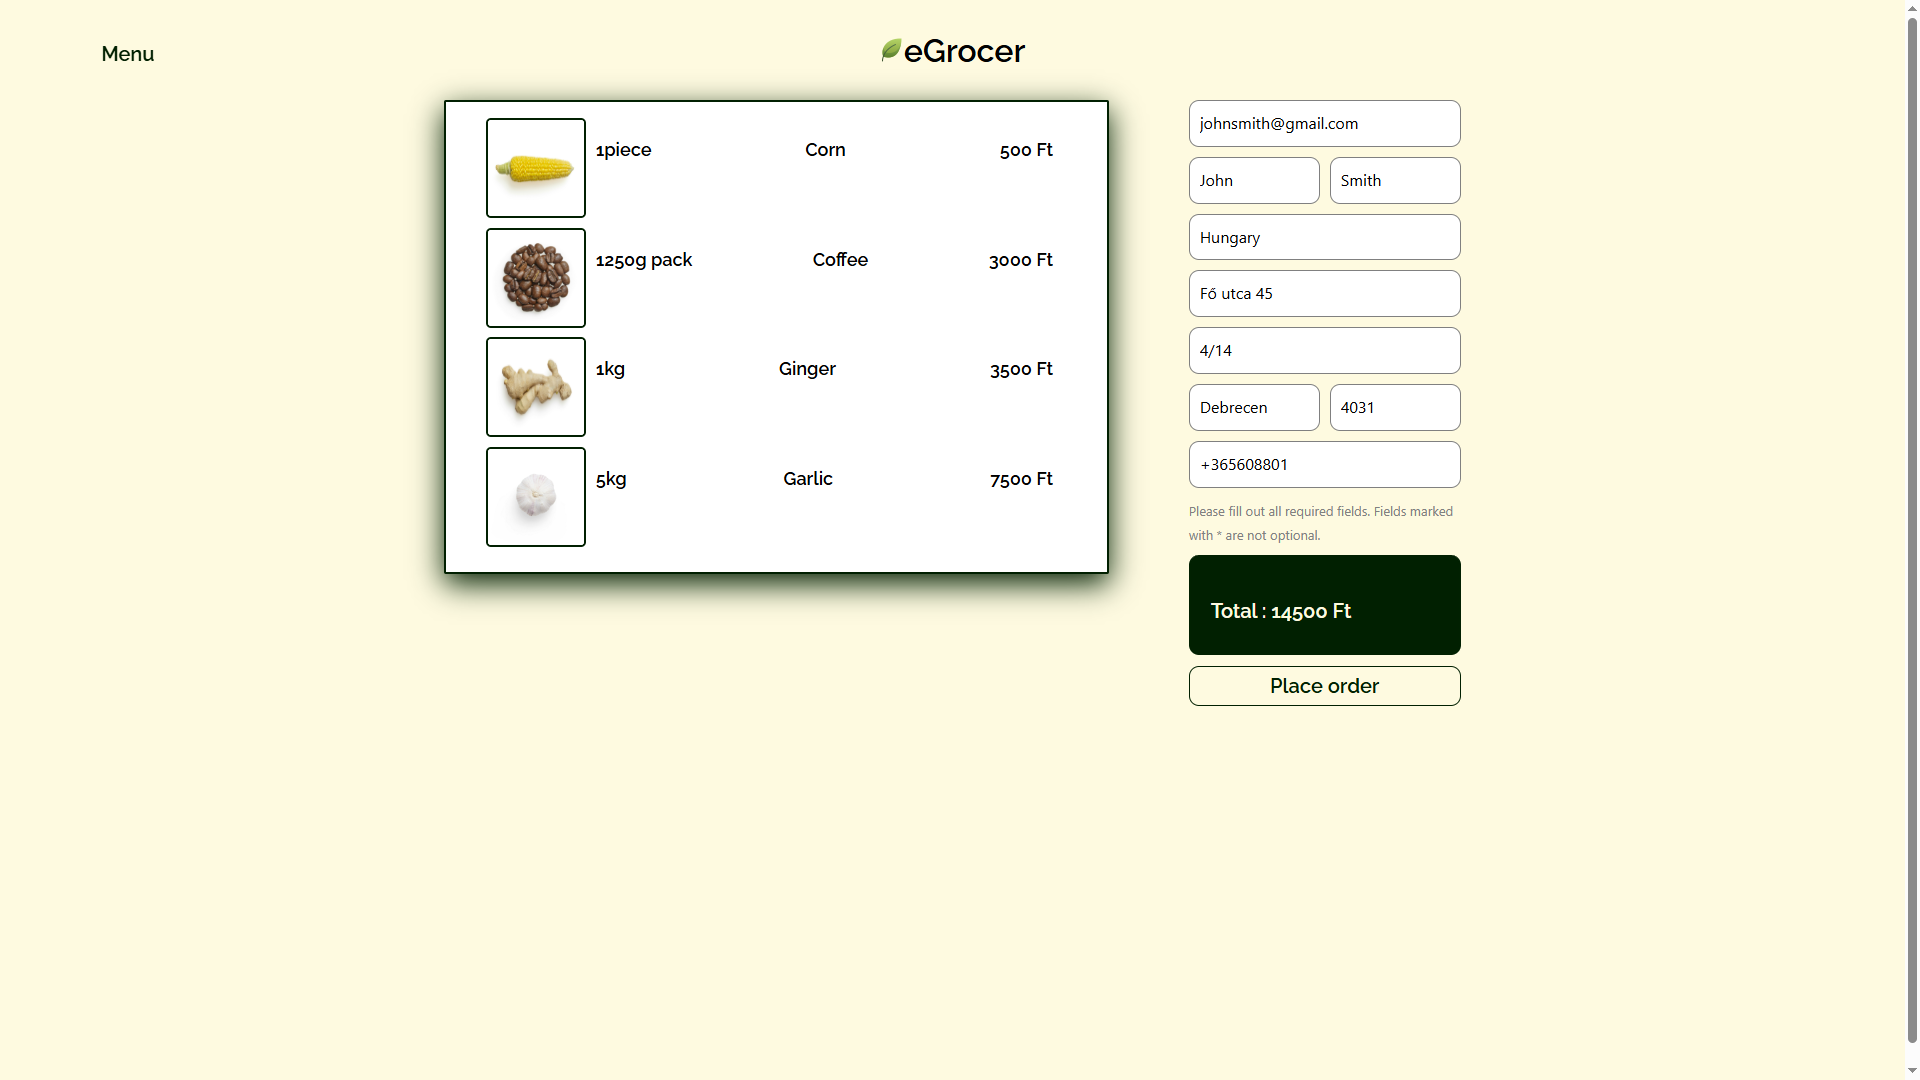 Menu
eGrocer
1piece Corn 500 Ft
1250g pack Coffee 3000 Ft
1kg Ginger 3500 Ft
5kg Garlic 7500 Ft
johnsmith@gmail.com
John Smith
Hungary
Fő utca 45
4/14
Debrecen 4031
+365608801
Please fill out all required fields. Fields marked
with * are not optional.
Total : 14500 Ft
Place order